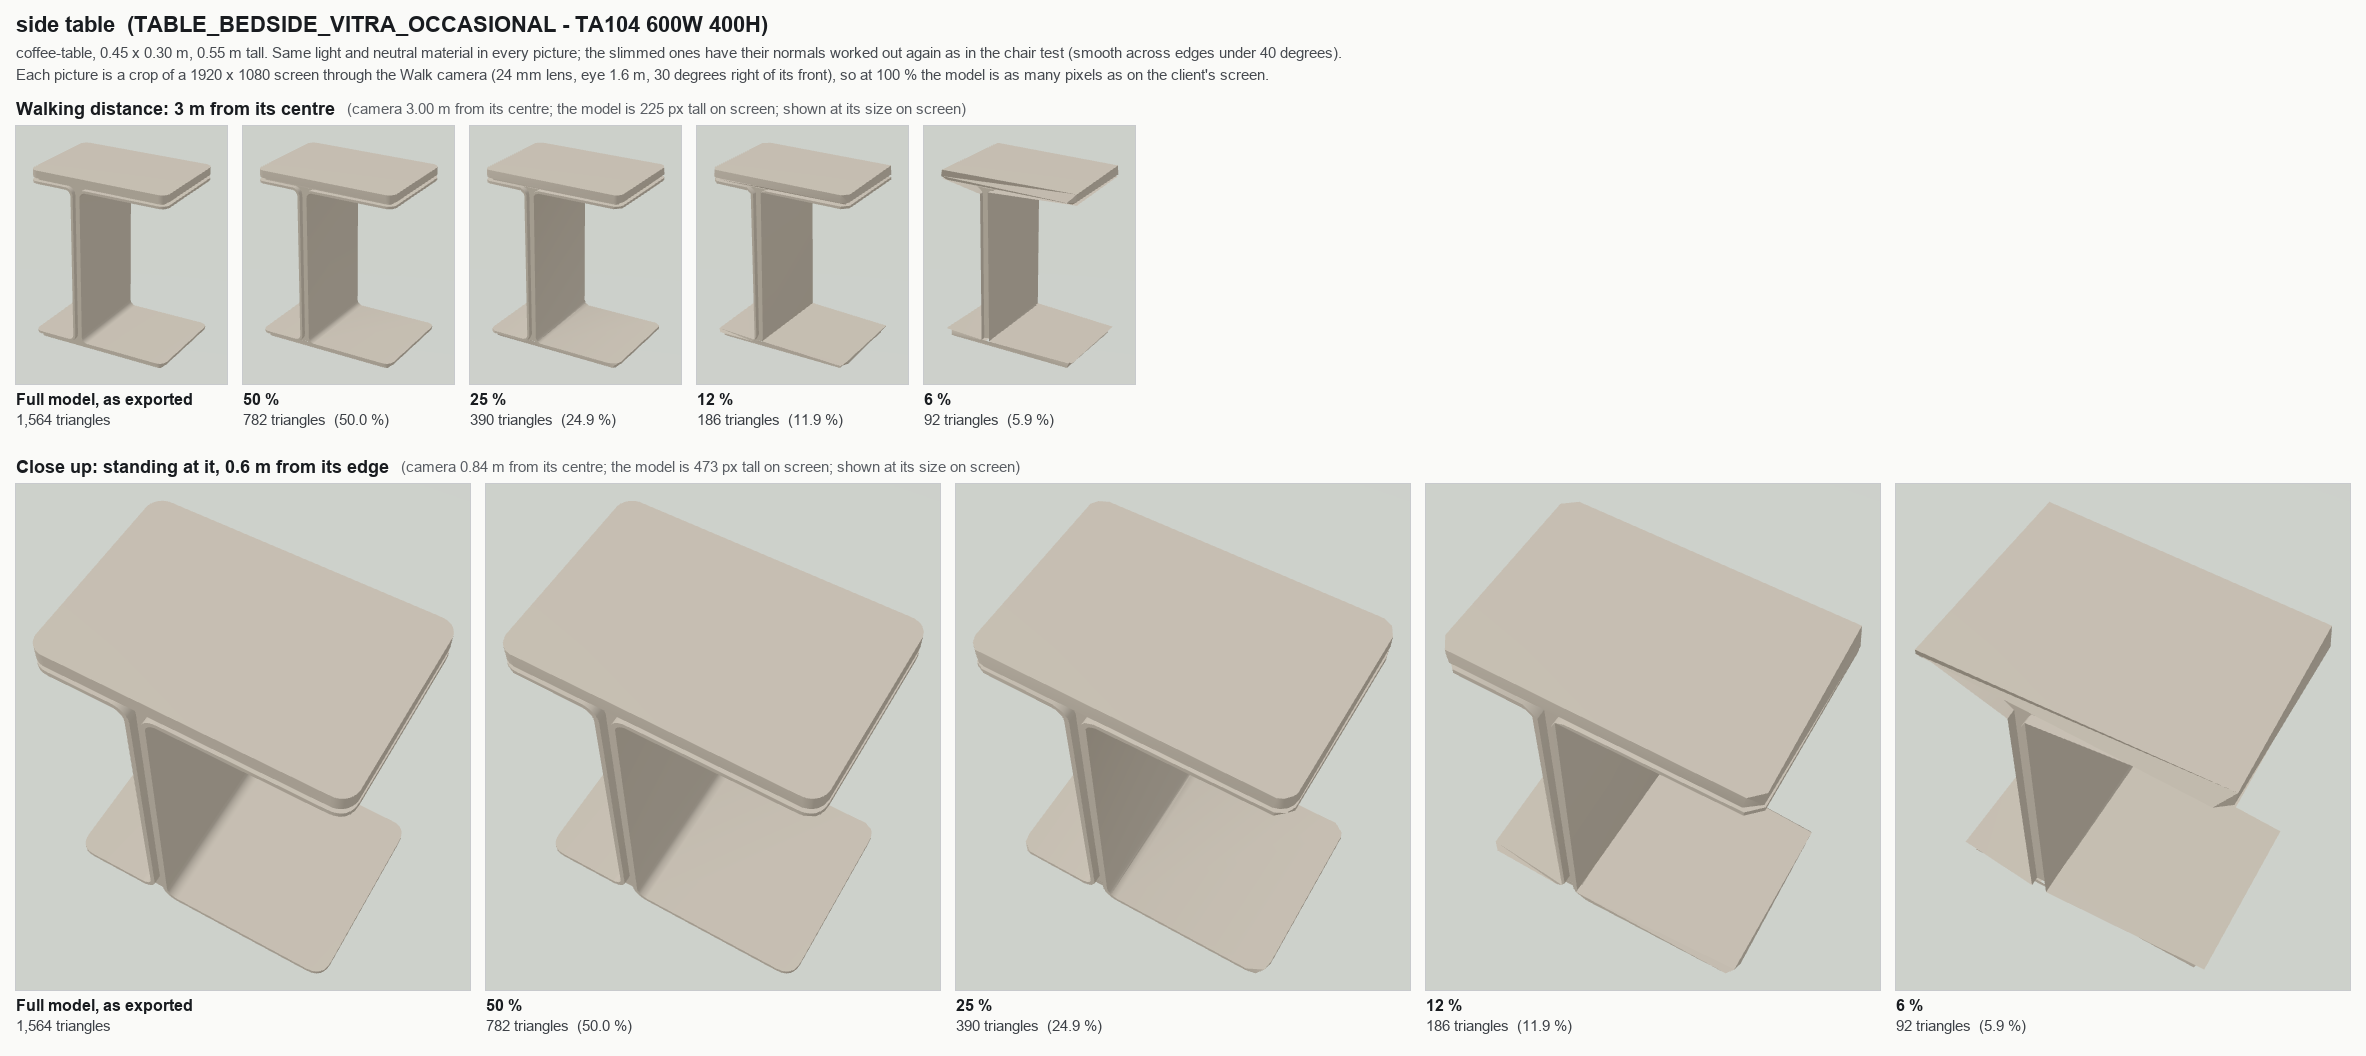 side table (TABLE_BEDSIDE_VITRA_OCCASIONAL - TA104 600W 400H)
coffee-table, 0.45 x 0.30 m, 0.55 m tall. Same light and neutral material in every picture; the slimmed ones have their normals worked out again as in the chair test (smooth across edges under 40 degrees).
Each picture is a crop of a 1920 x 1080 screen through the Walk camera (24 mm lens, eye 1.6 m, 30 degrees right of its front), so at 100 % the model is as many pixels as on the client's screen.
Walking distance: 3 m from its centre (camera 3.00 m from its centre; the model is 225 px tall on screen; shown at its size on screen)
Full model, as exported 50 % 25 % 12 % 6 %
1,564 triangles 782 triangles (50.0 %) 390 triangles (24.9 %) 186 triangles (11.9 %) 92 triangles (5.9 %)
Close up: standing at it, 0.6 m from its edge (camera 0.84 m from its centre; the model is 473 px tall on screen; shown at its size on screen)
Full model, as exported 50 % 25 % 12 % 6 %
1,564 triangles 782 triangles (50.0 %) 390 triangles (24.9 %) 186 triangles (11.9 %) 92 triangles (5.9 %)